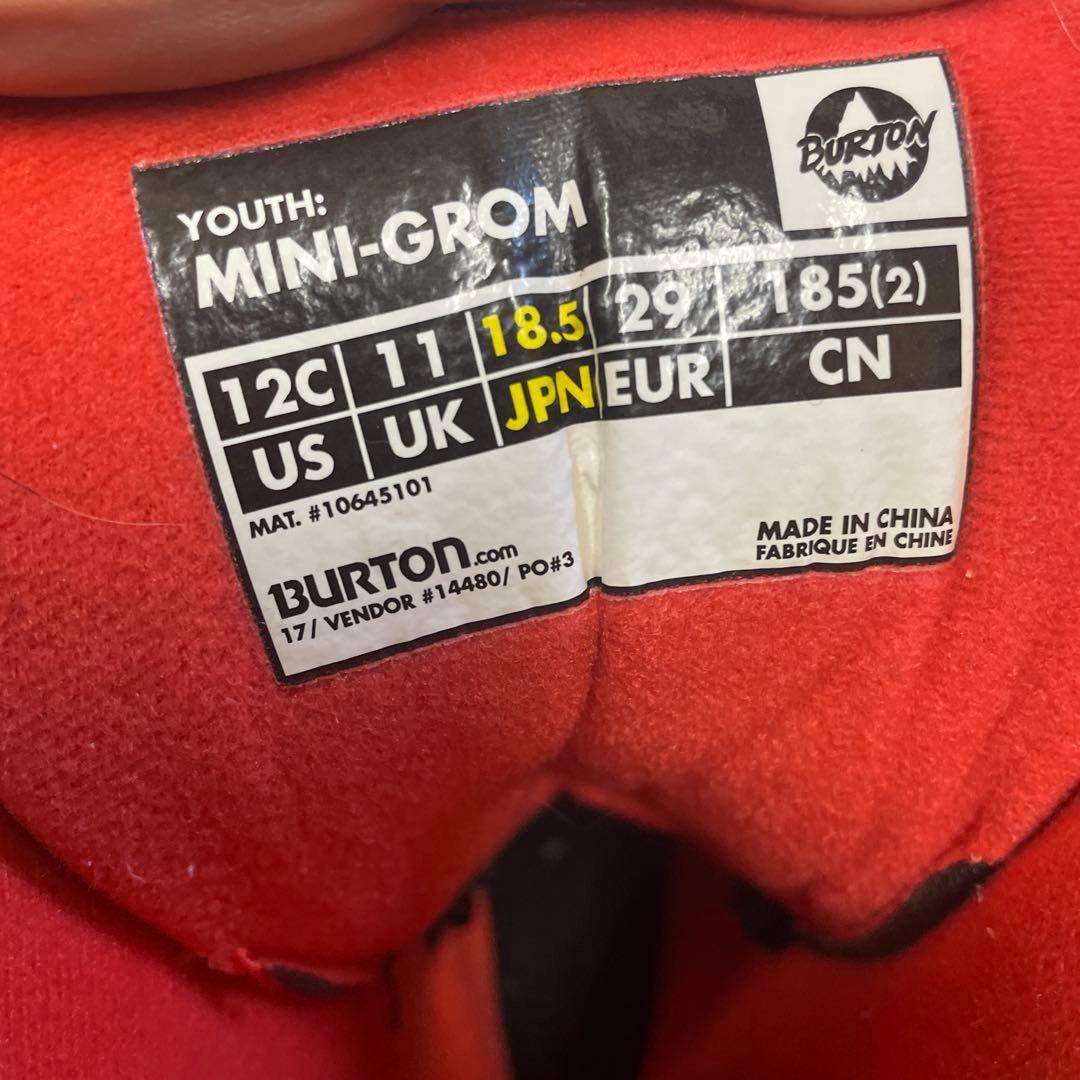 BURTON
YOUTH:
MINI-GROM
12C 11 18.5 29 185(2)
US UK JPN EUR CN
MAT. #10645101
BURTON.com
17/ VENDOR #14480/ PO#3
MADE IN CHINA
FABRIQUE EN CHINE